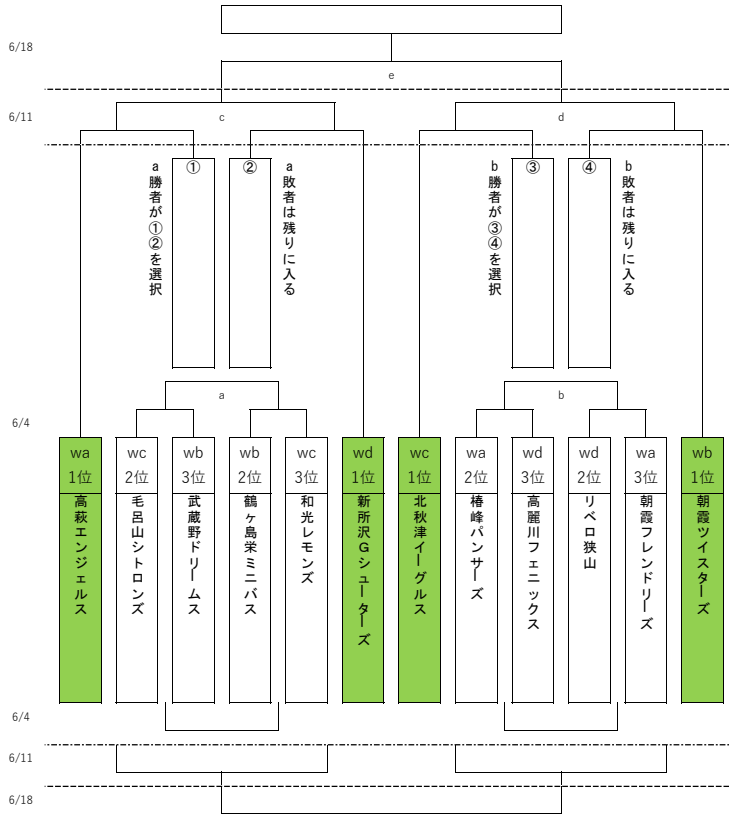 6/18
e
6/11
c
d
a勝者が①②を選択
①
②
a敗者は残りに入る
b勝者が③④を選択
③
④
b敗者は残りに入る
a
b
6/4
wa
1位
高萩エンジェルス
wc
2位
毛呂山シトロンズ
wb
3位
武蔵野ドリームス
wb
2位
鶴ヶ島栄ミニバス
wc
3位
和光レモンズ
wd
1位
新所沢Gシューターズ
wc
1位
北秋津イーグルス
wa
2位
椿峰パンサーズ
wd
3位
高麗川フェニックス
wd
2位
リベロ狭山
wa
3位
朝霞フレンドリーズ
wb
1位
朝霞ツイスターズ
6/4
6/11
6/18